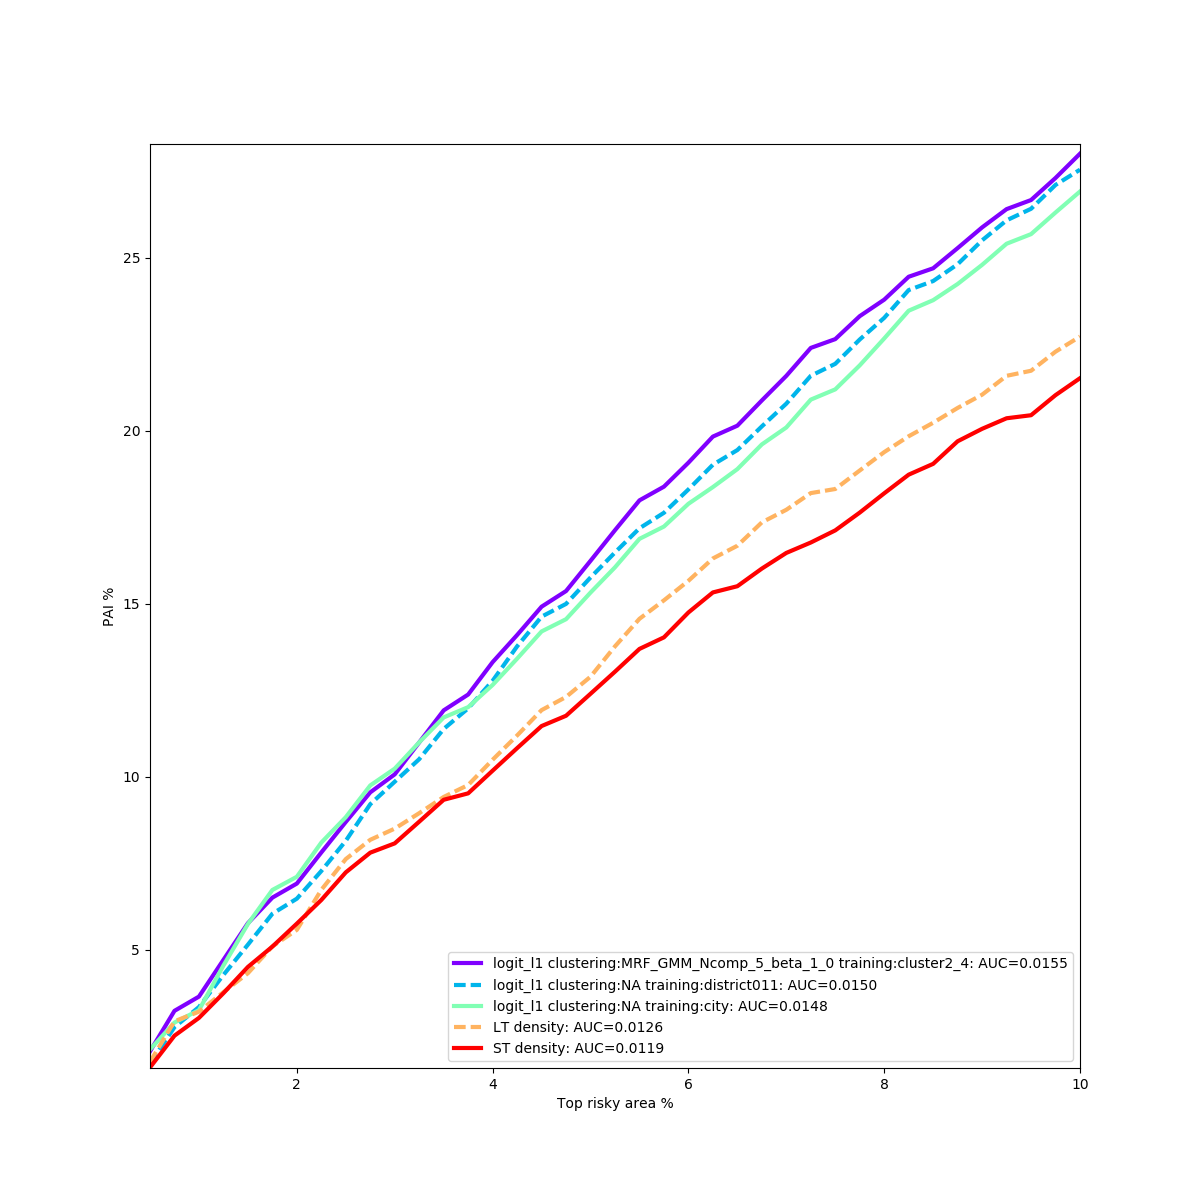 25
20
15
10
5
PAI %
2
4
6
8
10
Top risky area %
logit_l1 clustering:MRF_GMM_Ncomp_5_beta_1_0 training:cluster2_4: AUC=0.0155
logit_l1 clustering:NA training:district011: AUC=0.0150
logit_l1 clustering:NA training:city: AUC=0.0148
LT density: AUC=0.0126
ST density: AUC=0.0119